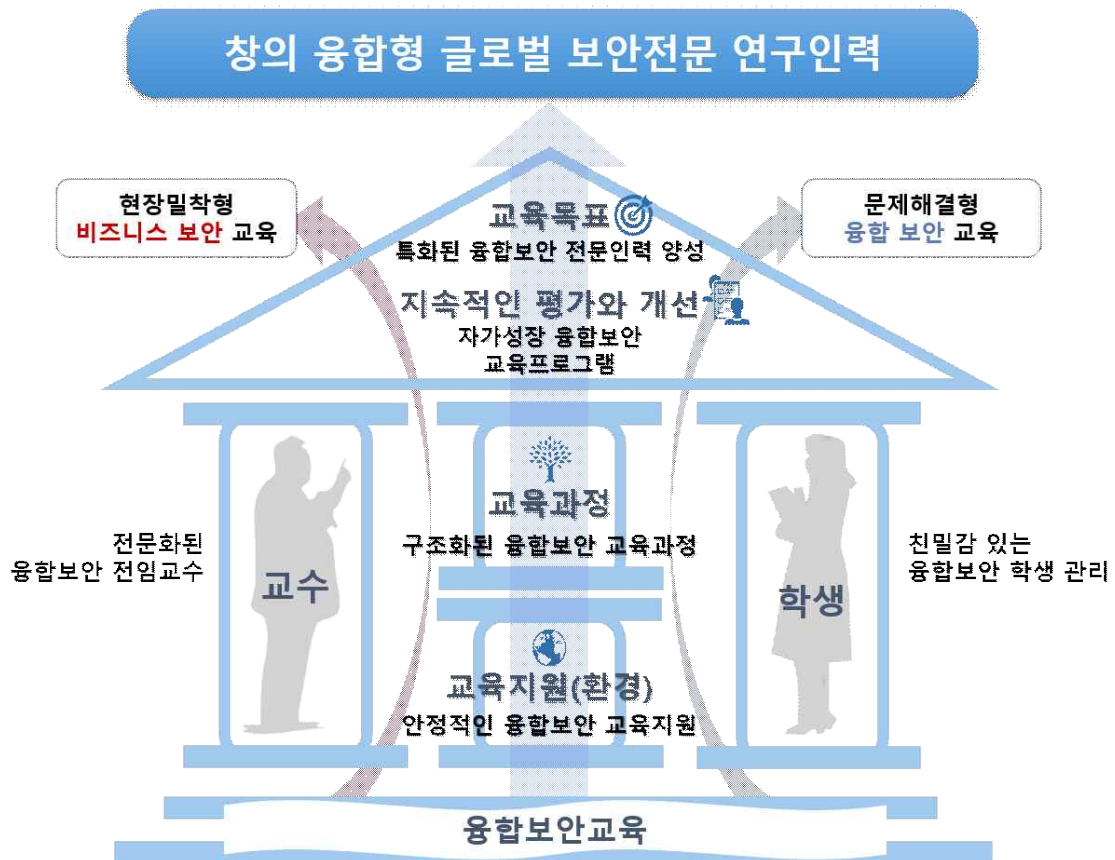 창의 융합형 글로벌 보안전문 연구인력
현장밀착형
비즈니스 보안 교육
문제해결형
융합 보안 교육
교육목표
특화된 융합보안 전문인력 양성
지속적인 평가와 개선
자가성장 융합보안
교육프로그램
교육과정
구조화된 융합보안 교육과정
전문화된
융합보안 전임교수
교수
친밀감 있는
융합보안 학생 관리
학생
교육지원(환경)
안정적인 융합보안 교육지원
융합보안교육